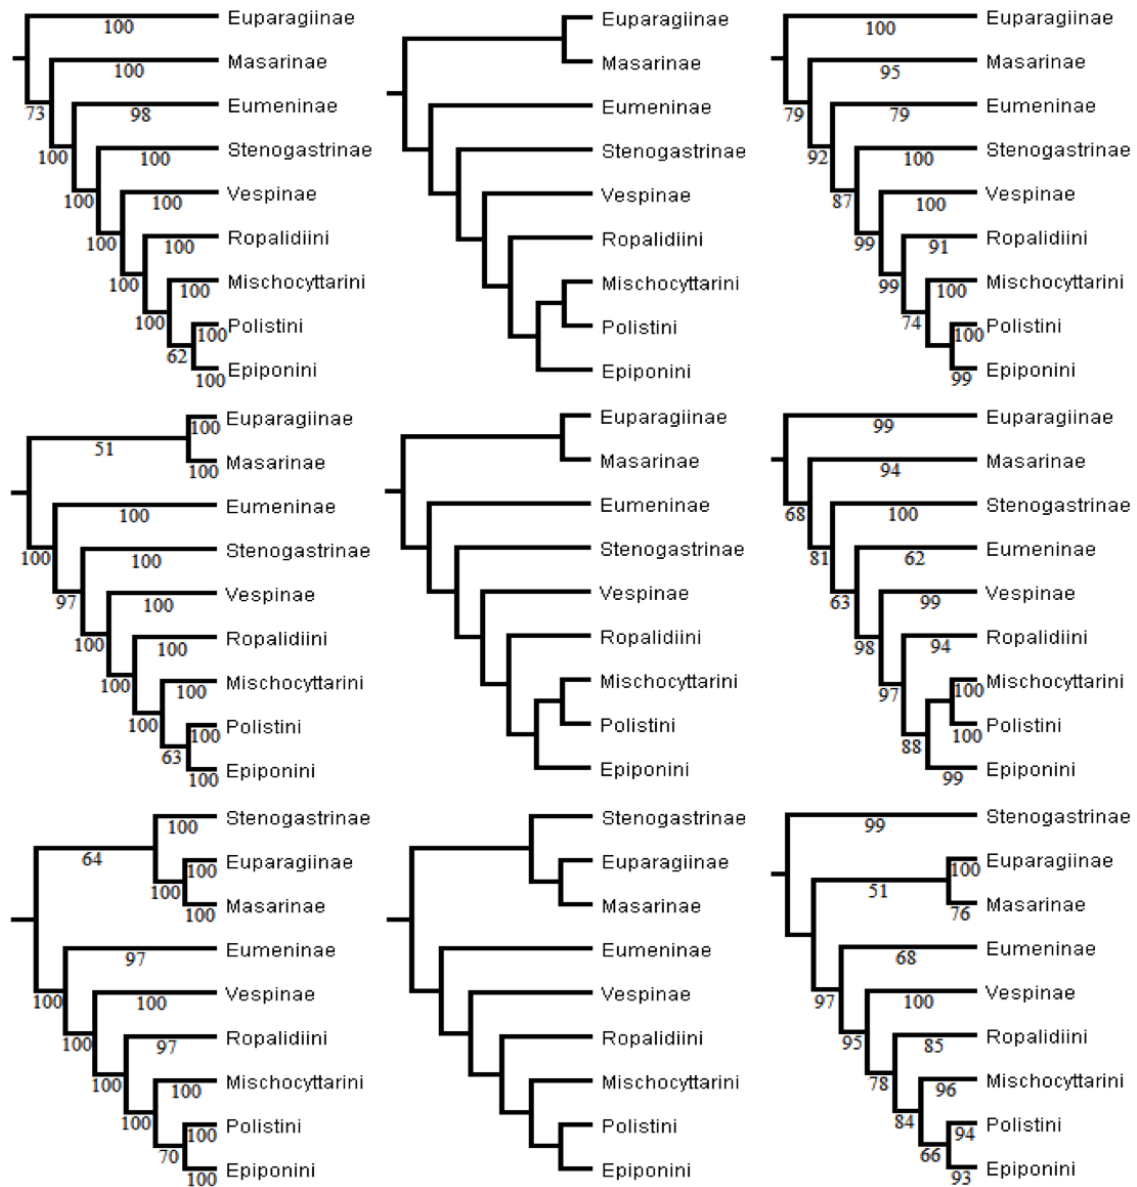 Euparagiinae
100
Masarinae
100
73
Eumeninae
98
100
Stenogastrinae
100
100
Vespinae
100
100
Ropalidiini
100
100
Mischocyttarini
100
100
Polistini
100
62
Epiponini
100
Euparagiinae
Masarinae
Eumeninae
Stenogastrinae
Vespinae
Ropalidiini
Mischocyttarini
Polistini
Epiponini
Euparagiinae
100
Masarinae
95
79
Eumeninae
79
92
Stenogastrinae
100
87
Vespinae
100
99
Ropalidiini
91
99
Mischocyttarini
100
74
Polistini
100
Epiponini
99
Euparagiinae
100
51
Masarinae
100
Eumeninae
100
100
Stenogastrinae
100
97
Vespinae
100
100
Ropalidiini
100
100
Mischocyttarini
100
100
Polistini
100
63
Epiponini
100
Euparagiinae
Masarinae
Eumeninae
Stenogastrinae
Vespinae
Ropalidiini
Mischocyttarini
Polistini
Epiponini
Euparagiinae
99
Masarinae
94
68
Stenogastrinae
100
81
Eumeninae
62
63
Vespinae
99
98
Ropalidiini
94
97
Mischocyttarini
100
Polistini
100
88
Epiponini
99
Stenogastrinae
100
64
Euparagiinae
100
100
Masarinae
100
Eumeninae
97
100
Vespinae
100
100
Ropalidiini
97
100
Mischocyttarini
100
100
Polistini
100
70
Epiponini
100
Stenogastrinae
Euparagiinae
Masarinae
Eumeninae
Vespinae
Ropalidiini
Mischocyttarini
Polistini
Epiponini
Stenogastrinae
99
Euparagiinae
100
51
Masarinae
76
Eumeninae
68
97
Vespinae
100
95
Ropalidiini
85
78
Mischocyttarini
96
84
Polistini
94
66
Epiponini
93